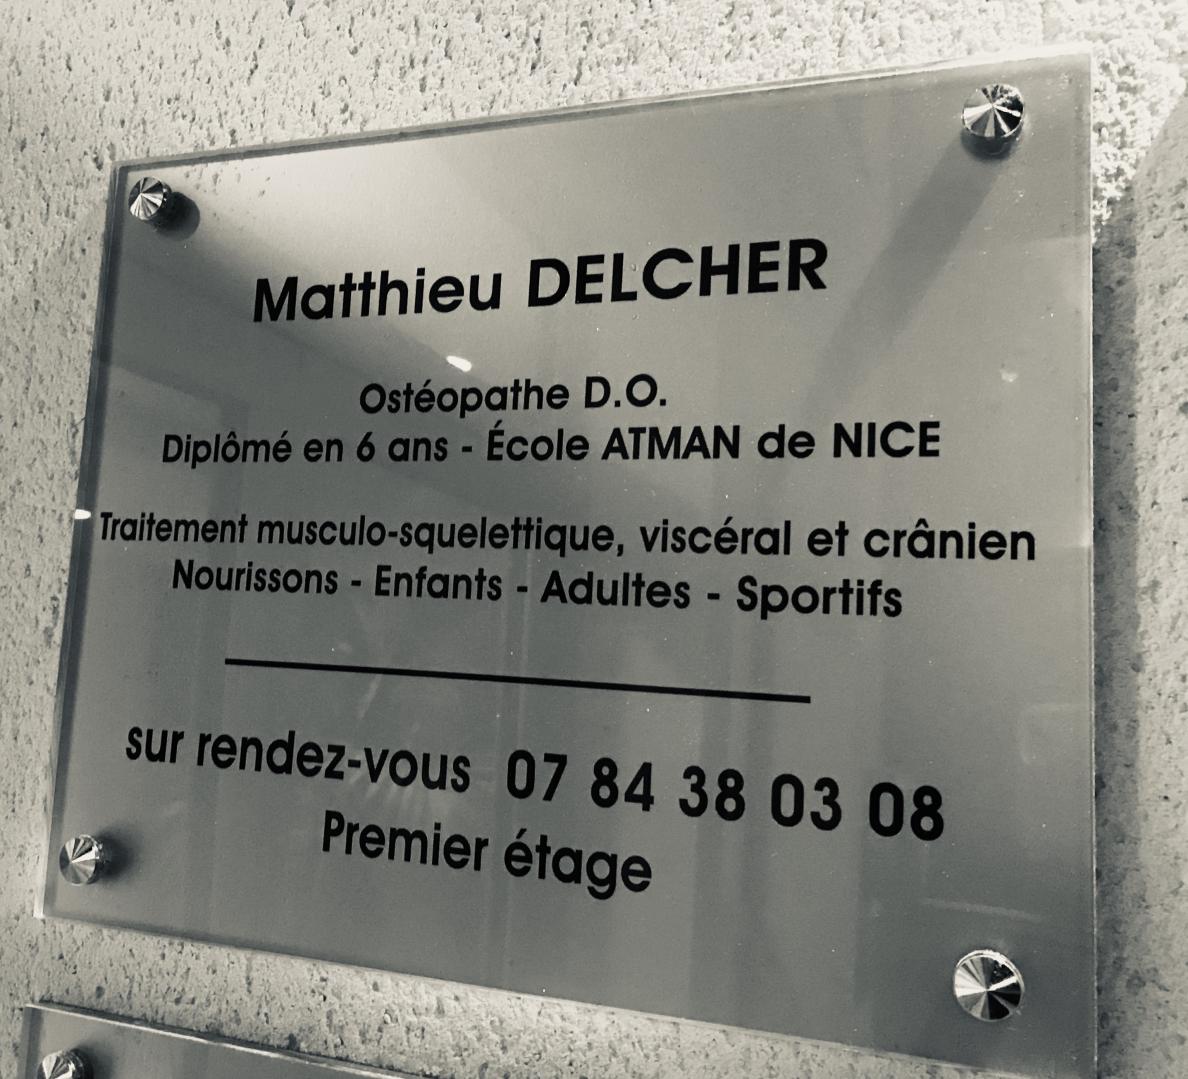 Matthieu DELCHER
Ostéopathe D.O.
Diplômé en 6 ans - École ATMAN de NICE
Traitement musculo-squelettique, viscéral et crânien
Nourissons - Enfants - Adultes - Sportifs
sur rendez-vous 07 84 38 03 08
Premier étage